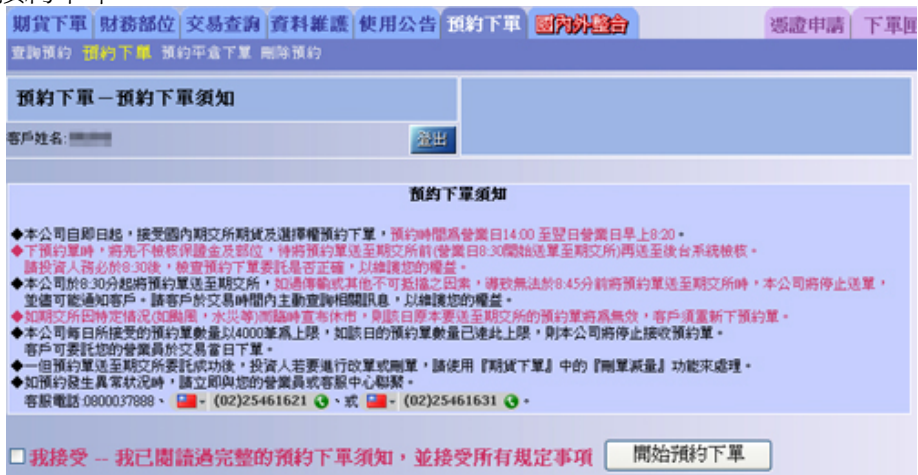 期貨下單 財務部位 交易查詢 資料維護 使用公告 預約下單 國內外整合 憑證申請 下單匣
查詢預約 預約下單 預約平倉下單 刪除預約
預約下單－預約下單須知
客戶姓名:
登出
預約下單須知
◆本公司自即日起，接受國內期交所期貨及選擇權預約下單，預約時間為營業日14:00 至翌日營業日早上8:20。
◆下預約單時，將先不檢核保證金及部位，待將預約單送至期交所前(營業日8:30開始送單至期交所)再送至後台系統檢核。
請投資人務必於8:30後，檢查預約下單委託是否正確，以維護您的權益。
◆本公司於8:30分起將預約單送至期交所，如遇傳輸或其他不可抵擋之因素，導致無法於8:45分前將預約單送至期交所時，本公司將停止送單，
並儘可能通知客戶。請客戶於交易時間內主動查詢相關訊息，以維護您的權益。
◆如期交所因特定情況(如颱風，水災等)而臨時宣布休市，則該日原本要送至期交所的預約單將為無效，客戶須重新下預約單。
◆本公司每日所接受的預約單數量以4000筆為上限，如該日的預約單數量已達此上限，則本公司將停止接收預約單。
客戶可委託您的營業員於交易當日下單。
◆一但預約單送至期交所委託成功後，投資人若要進行改單或刪單，請使用『期貨下單』中的『刪單減量』功能來處理。
◆如預約發生異常狀況時，請立即與您的營業員或客服中心聯繫。
客服電話:0800037888、 (02)25461621 、或 (02)25461631 。
我接受 -- 我已閱讀過完整的預約下單須知，並接受所有規定事項 開始預約下單